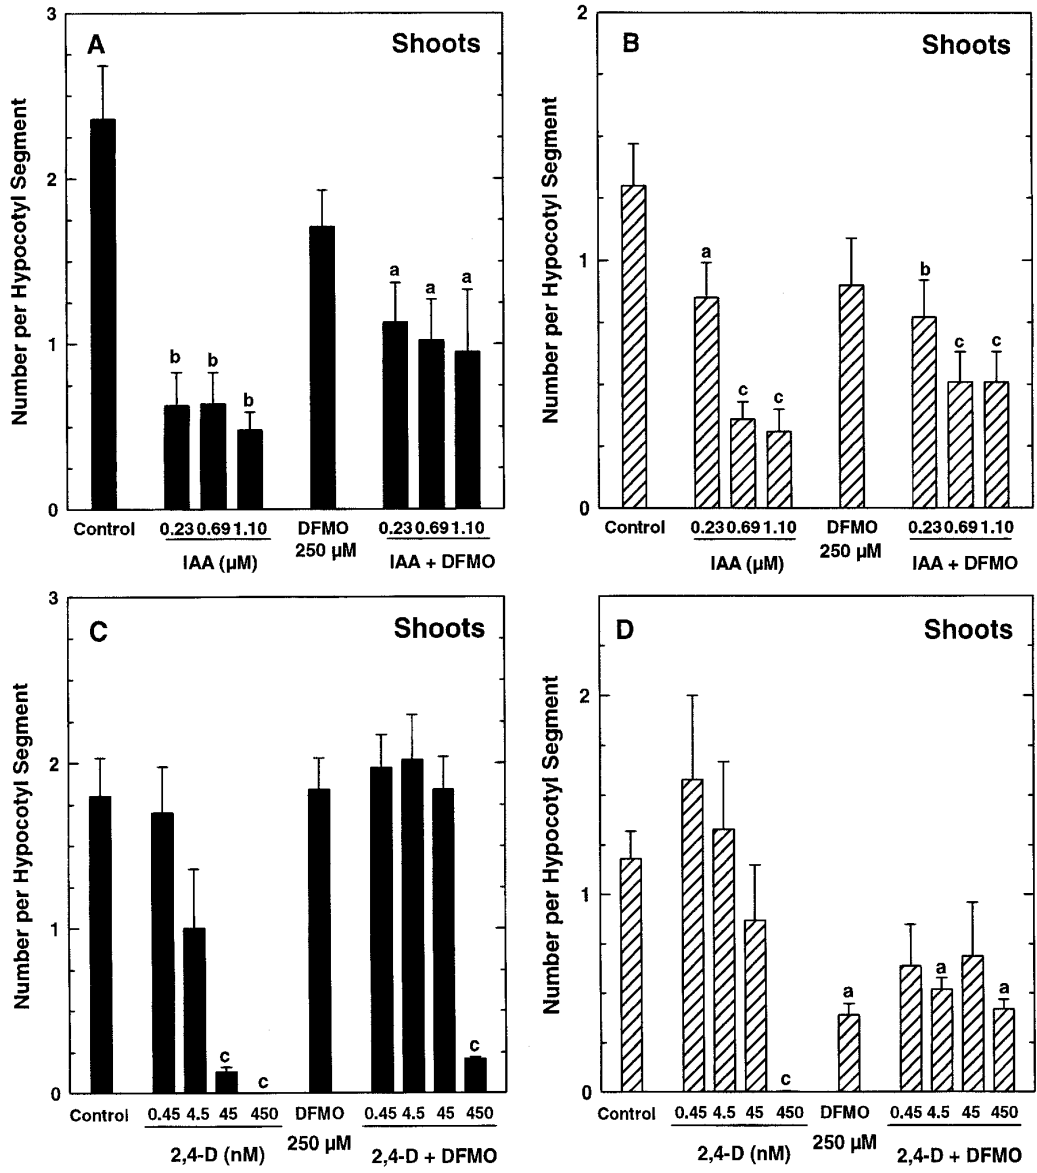 A
Shoots
Number per Hypocotyl Segment
3
2
1
0
b
b
b
a
a
a
Control
0.23 0.69 1.10
DFMO
0.23 0.69 1.10
IAA (µM)
250 µM
IAA + DFMO
B
Shoots
Number per Hypocotyl Segment
2
1
0
a
c
c
b
c
c
Control
0.23 0.69 1.10
DFMO
0.23 0.69 1.10
IAA (µM)
250 µM
IAA + DFMO
C
Shoots
Number per Hypocotyl Segment
3
2
1
0
c
c
c
Control
0.45 4.5 45 450
DFMO
0.45 4.5 45 450
2,4-D (nM)
250 µM
2,4-D + DFMO
D
Shoots
Number per Hypocotyl Segment
2
1
0
c
a
a
a
Control
0.45 4.5 45 450
DFMO
0.45 4.5 45 450
2,4-D (nM)
250 µM
2,4-D + DFMO